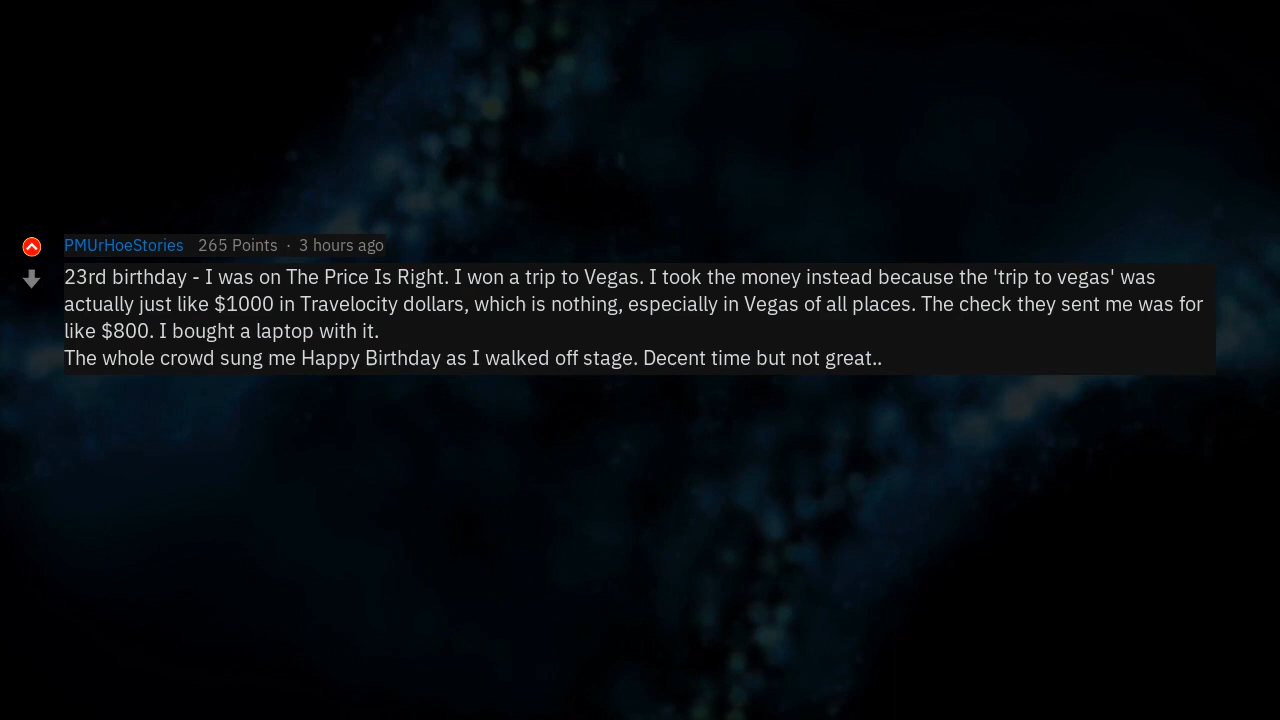 PMUrHoeStories 265 Points · 3 hours ago
23rd birthday - I was on The Price Is Right. I won a trip to Vegas. I took the money instead because the 'trip to vegas' was
actually just like $1000 in Travelocity dollars, which is nothing, especially in Vegas of all places. The check they sent me was for
like $800. I bought a laptop with it.
The whole crowd sung me Happy Birthday as I walked off stage. Decent time but not great..